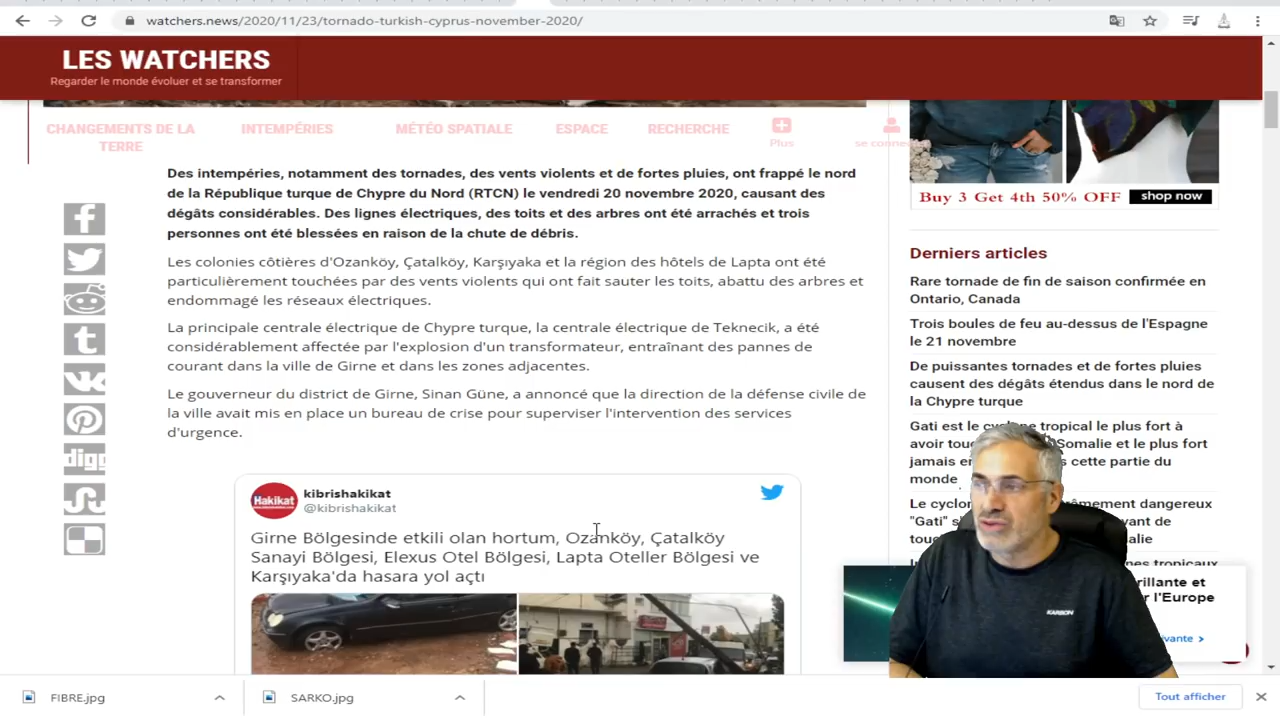 watchers.news/2020/11/23/tornado-turkish-cyprus-november-2020/
LES WATCHERS
Regarder le monde évoluer et se transformer
CHANGEMENTS DE LA
TERRE
INTEMPÉRIES
MÉTÉO SPATIALE
ESPACE
RECHERCHE
Plus
se conne
Des intempéries, notamment des tornades, des vents violents et de fortes pluies, ont frappé le nord
de la République turque de Chypre du Nord (RTCN) le vendredi 20 novembre 2020, causant des
dégâts considérables. Des lignes électriques, des toits et des arbres ont été arrachés et trois
personnes ont été blessées en raison de la chute de débris.
Les colonies côtières d'Ozanköy, Çatalköy, Karşıyaka et la région des hôtels de Lapta ont été
particulièrement touchées par des vents violents qui ont fait sauter les toits, abattu des arbres et
endommagé les réseaux électriques.
La principale centrale électrique de Chypre turque, la centrale électrique de Teknecik, a été
considérablement affectée par l'explosion d'un transformateur, entraînant des pannes de
courant dans la ville de Girne et dans les zones adjacentes.
Le gouverneur du district de Girne, Sinan Güne, a annoncé que la direction de la défense civile de
la ville avait mis en place un bureau de crise pour superviser l'intervention des services
d'urgence.
Hakikat
kibrishakikat
@kibrishakikat
Girne Bölgesinde etkili olan hortum, Ozanköy, Çatalköy
Sanayi Bölgesi, Elexus Otel Bölgesi, Lapta Oteller Bölgesi ve
Karşıyaka'da hasara yol açtı
digg
Buy 3 Get 4th 50% OFF
shop now
Derniers articles
Rare tornade de fin de saison confirmée en
Ontario, Canada
Trois boules de feu au-dessus de l'Espagne
le 21 novembre
De puissantes tornades et de fortes pluies
causent des dégâts étendus dans le nord de
la Chypre turque
Gati est le cyclone tropical le plus fort à
avoir Somalie et le plus fort
jamais cette partie du
monde
Le dangereux
"Gati"
de
rillante et
r l'Europe
ivante >
KARBON
FIBRE.jpg
SARKO.jpg
Tout afficher